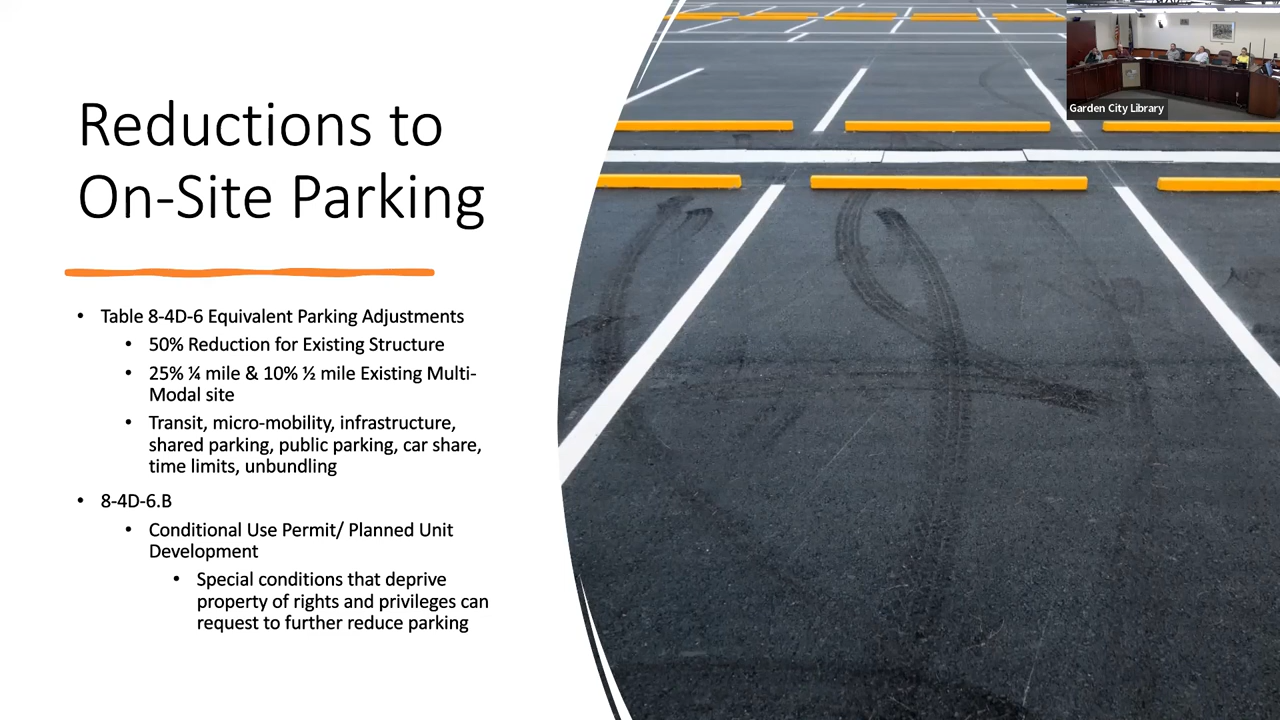 Reductions to
On-Site Parking
• Table 8-4D-6 Equivalent Parking Adjustments
• 50% Reduction for Existing Structure
• 25% ¼ mile & 10% ½ mile Existing Multi-
Modal site
• Transit, micro-mobility, infrastructure,
shared parking, public parking, car share,
time limits, unbundling
• 8-4D-6.B
• Conditional Use Permit/ Planned Unit
Development
• Special conditions that deprive
property of rights and privileges can
request to further reduce parking
Garden City Library